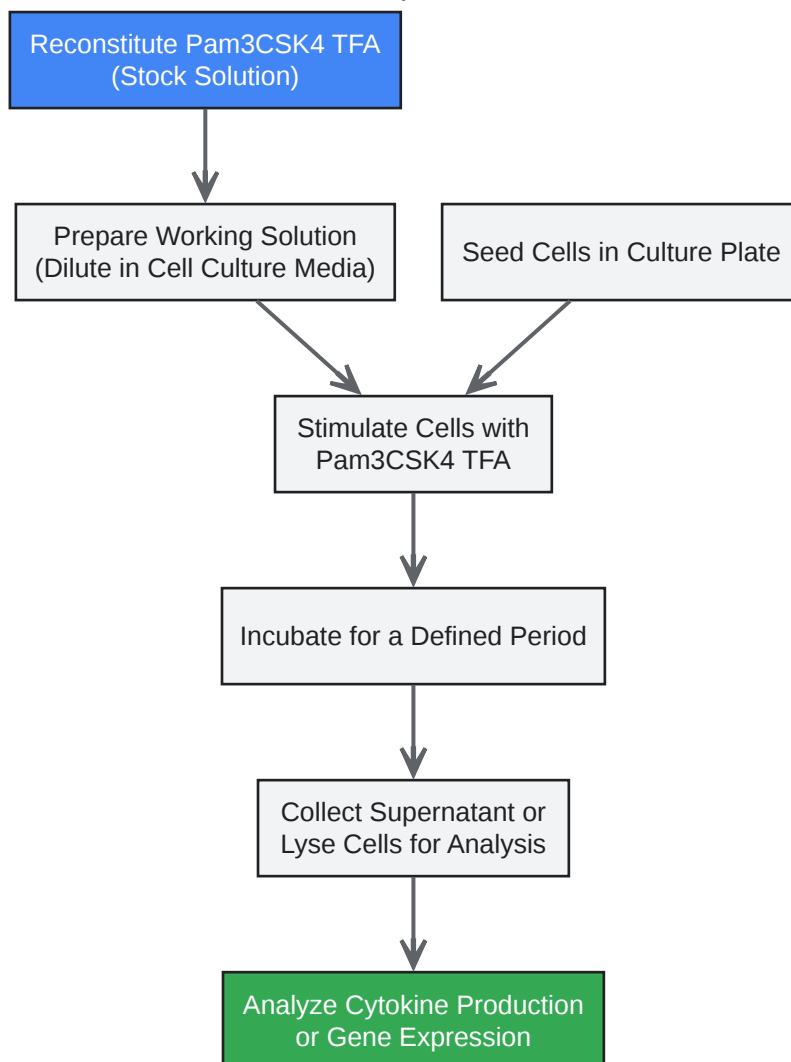 Reconstitute Pam3CSK4 TFA
(Stock Solution)
Prepare Working Solution
(Dilute in Cell Culture Media)
Seed Cells in Culture Plate
Stimulate Cells with
Pam3CSK4 TFA
Incubate for a Defined Period
Collect Supernatant or
Lyse Cells for Analysis
Analyze Cytokine Production
or Gene Expression